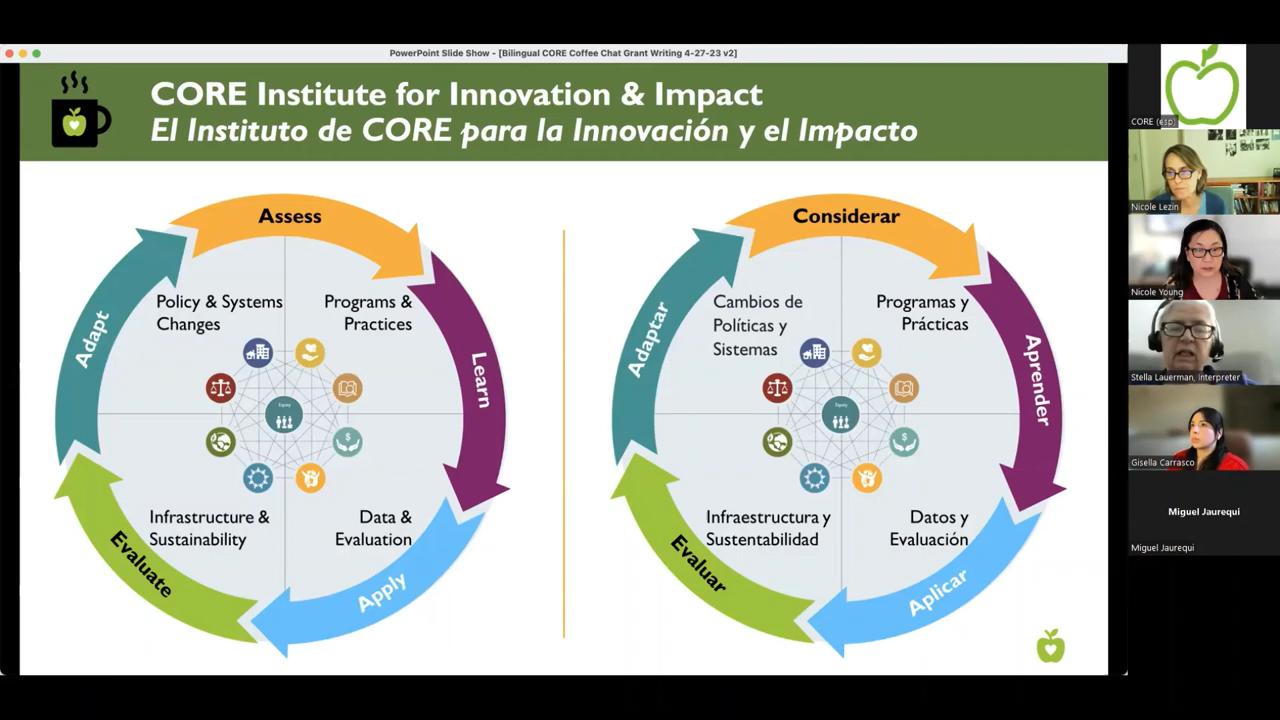 PowerPoint Slide Show - [Bilingual CORE Coffee Chat Grant Writing 4-27-23 v2]
CORE Institute for Innovation & Impact
El Instituto de CORE para la Innovación y el Impacto
Assess
Learn
Apply
Evaluate
Adapt
Policy & Systems
Changes
Programs &
Practices
Equity
Infrastructure &
Sustainability
Data &
Evaluation
Considerar
Aprender
Aplicar
Evaluar
Adaptar
Cambios de
Políticas y
Sistemas
Programas y
Prácticas
Equity
Infraestructura y
Sustentabilidad
Datos y
Evaluación
CORE (esp)
Nicole Lezin
Nicole Young
Stella Lauerman, Interpreter
Gisella Carrasco
Miguel Jaurequi
Miguel Jaurequi